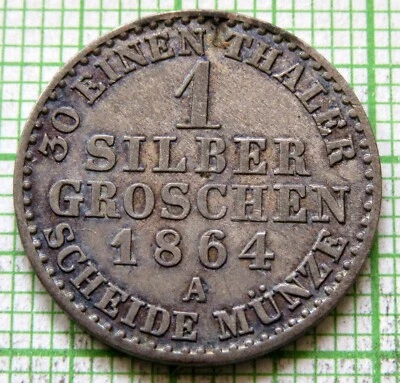 30 EINEN THALER
1
SILBER
GROSCHEN
1864
A
SCHEIDE MÜNZE